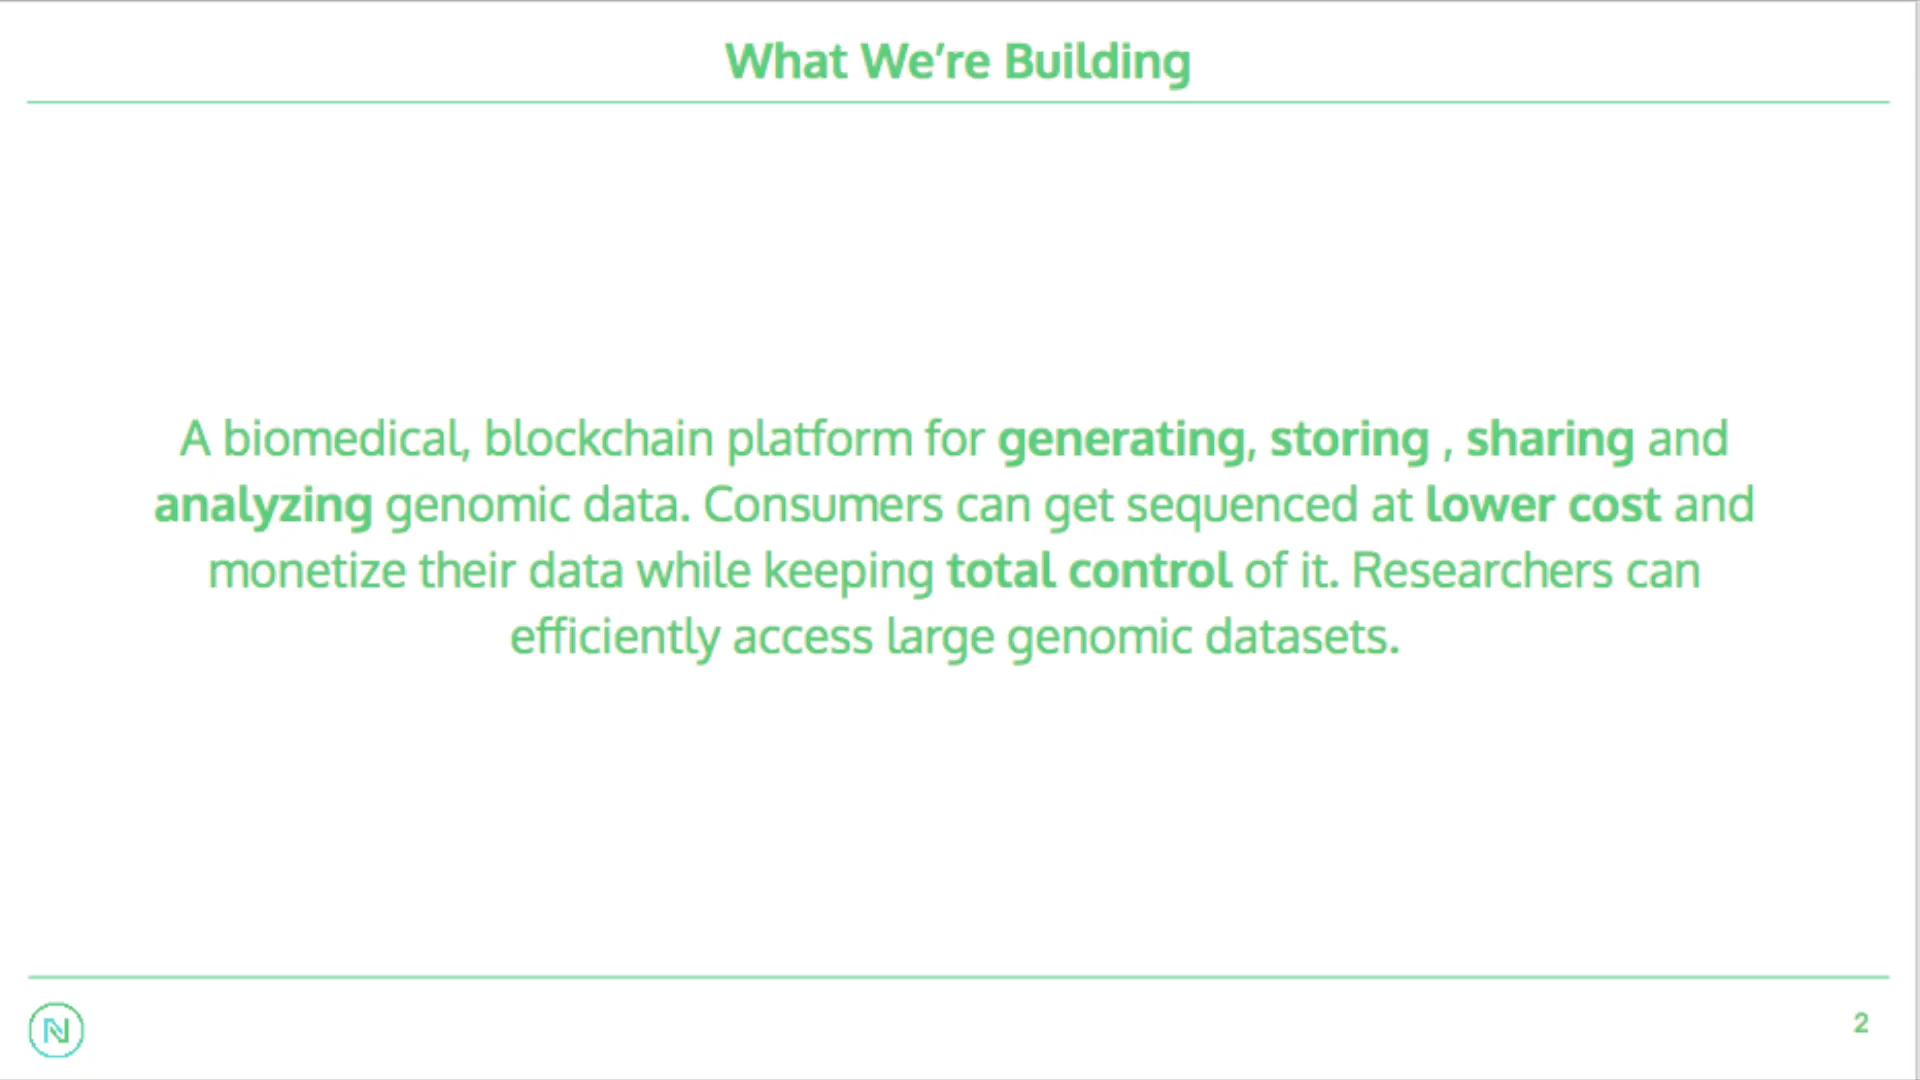 What We’re Building
A biomedical, blockchain platform for generating, storing , sharing and
analyzing genomic data. Consumers can get sequenced at lower cost and
monetize their data while keeping total control of it. Researchers can
efficiently access large genomic datasets.
N
2